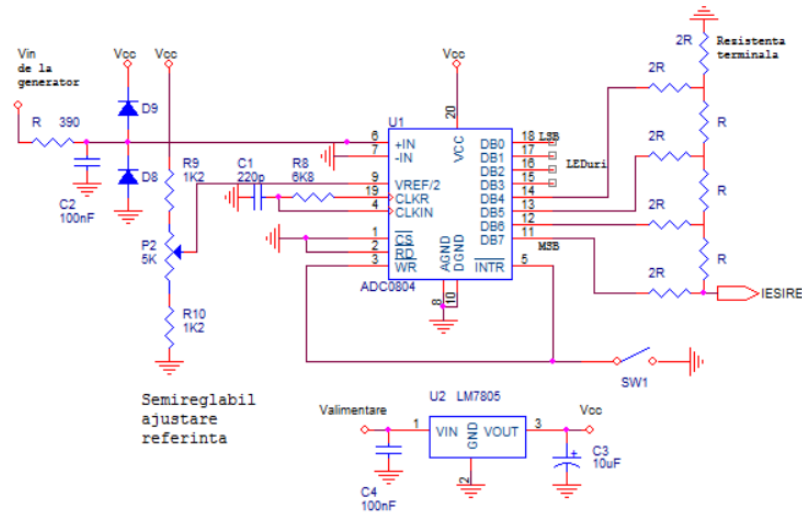 Vin
de la
generator
Vcc
Vcc
Vcc
2R
Rezistenta
terminala
R 390
D9
D8
C2
100nF
R9
1K2
P2
5K
R10
1K2
C1
220p
R8
6K8
U1
20
VCC
6 +IN
7 -IN
9 VREF/2
19 CLKR
4 CLKIN
1 CS
2 RD
3 WR
ADC0804
AGND
DGND
8
10
DB0 18 LSB
DB1 17
DB2 16
DB3 15
LEDuri
DB4 14
DB5 13
DB6 12
DB7 11
MSB
INTR 5
2R
R
2R
R
2R
R
2R
IESIRE
SW1
Semireglabil
ajustare
referinta
U2 LM7805
Valimentare
1 VIN
GND
VOUT 3
2
Vcc
C4
100nF
C3
10uF